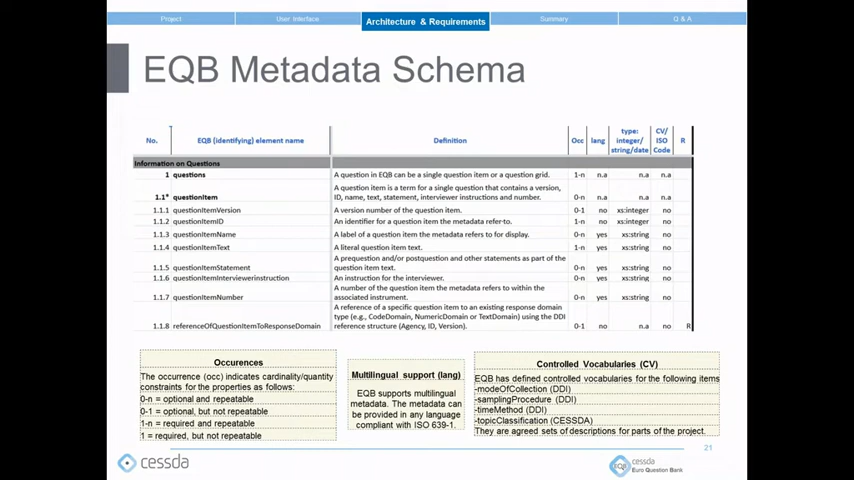 Project User Interface Architecture & Requirements Summary Q & A
EQB Metadata Schema
No. EQB (identifying) element name Definition Occ lang type: integer/ string/date CV/ ISO Code R
Information on Questions
1 questions A question in EQB can be a single question item or a question grid. 1-n n.a n.a n.a
A question item is a term for a single question that contains a version,
1.1* questionItem ID, name, text, statement, interviewer instructions and number. 0-n n.a n.a n.a
1.1.1 questionItemVersion A version number of the question item. 0-1 no xs:integer no
1.1.2 questionItemID An identifier for a question item the metadata refer-to. 1-n no xs:integer no
1.1.3 questionItemName A label of a question item the metadata refers to for display. 0-n yes xs:string no
1.1.4 questionItemText A literal question item text. 1-n yes xs:string no
A prequestion and/or postquestion and other statements as part of the
1.1.5 questionItemStatement question item text. 0-n yes xs:string no
1.1.6 questionItemInterviewerinstruction An instruction for the interviewer. 0-n yes xs:string no
A number of the question item the metadata refers to within the
1.1.7 questionItemNumber associated instrument. 0-n yes xs:string no
A reference of a specific question item to an existing response domain
type (e.g., CodeDomain, NumericDomain or TextDomain) using the DDI
1.1.8 referenceOfQuestionItemToResponseDomain reference structure (Agency, ID, Version). 0-1 no n.a no R
Occurences
The occurrence (occ) indicates cardinality/quantity
constraints for the properties as follows:
0-n = optional and repeatable
0-1 = optional, but not repeatable
1-n = required and repeatable
1 = required, but not repeatable
Multilingual support (lang)
EQB supports multilingual
metadata. The metadata can
be provided in any language
compliant with ISO 639-1.
Controlled Vocabularies (CV)
EQB has defined controlled vocabularies for the following items
-modeOfCollection (DDI)
-samplingProcedure (DDI)
-timeMethod (DDI)
-topicClassification (CESSDA)
They are agreed sets of descriptions for parts of the project.
21
cessda
EQB cessda
Euro Question Bank